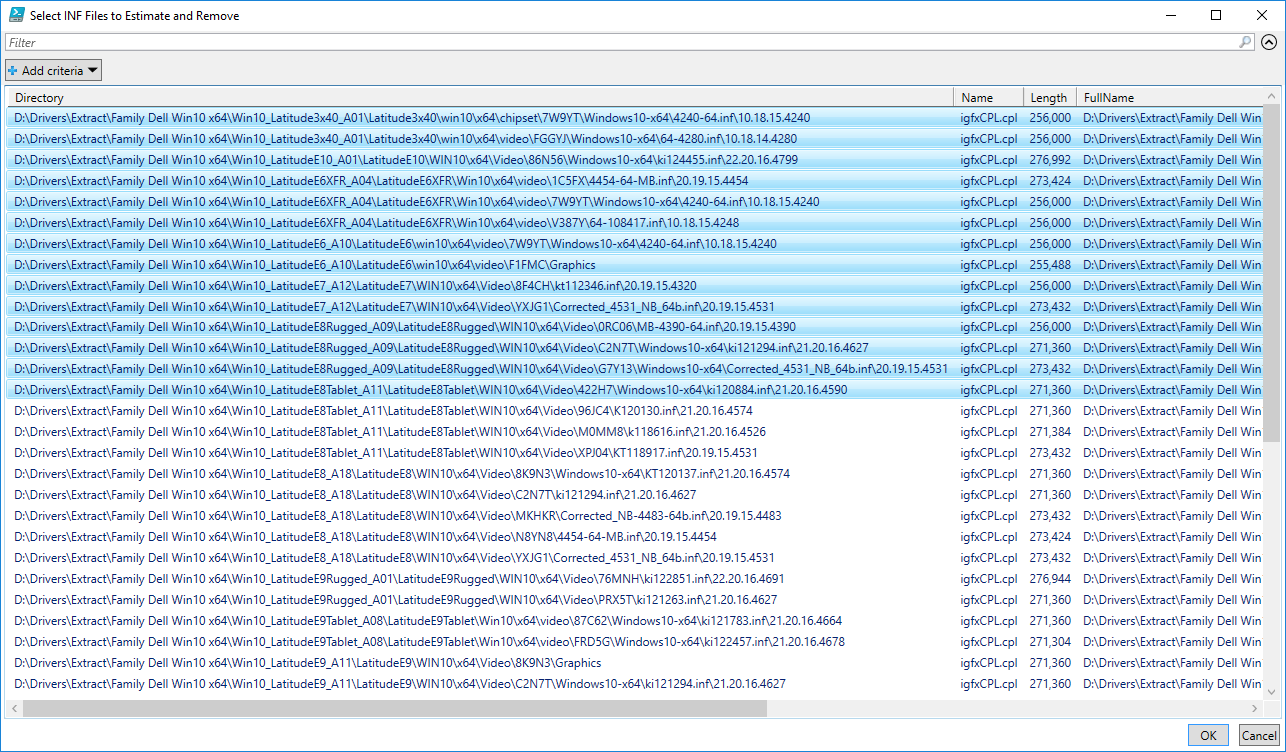 Select INF Files to Estimate and Remove
Filter
Add criteria
Directory Name Length FullName
D:\Drivers\Extract\Family Dell Win10 x64\Win10_Latitude3x40_A01\Latitude3x40\win10\x64\chipset\7W9YT\Windows10-x64\4240-64.inf\10.18.15.4240 igfxCPL.cpl 256,000 D:\Drivers\Extract\Family Dell Win
D:\Drivers\Extract\Family Dell Win10 x64\Win10_Latitude3x40_A01\Latitude3x40\win10\x64\video\FGGYJ\Windows10-x64\64-4280.inf\10.18.14.4280 igfxCPL.cpl 256,000 D:\Drivers\Extract\Family Dell Win
D:\Drivers\Extract\Family Dell Win10 x64\Win10_LatitudeE10_A01\LatitudeE10\WIN10\x64\Video\86N56\Windows10-x64\ki124455.inf\22.20.16.4799 igfxCPL.cpl 276,992 D:\Drivers\Extract\Family Dell Win
D:\Drivers\Extract\Family Dell Win10 x64\Win10_LatitudeE6XFR_A04\LatitudeE6XFR\Win10\x64\video\1C5FX\4454-64-MB.inf\20.19.15.4454 igfxCPL.cpl 273,424 D:\Drivers\Extract\Family Dell Win
D:\Drivers\Extract\Family Dell Win10 x64\Win10_LatitudeE6XFR_A04\LatitudeE6XFR\Win10\x64\video\7W9YT\Windows10-x64\4240-64.inf\10.18.15.4240 igfxCPL.cpl 256,000 D:\Drivers\Extract\Family Dell Win
D:\Drivers\Extract\Family Dell Win10 x64\Win10_LatitudeE6XFR_A04\LatitudeE6XFR\Win10\x64\video\V387Y\64-108417.inf\10.18.15.4248 igfxCPL.cpl 256,000 D:\Drivers\Extract\Family Dell Win
D:\Drivers\Extract\Family Dell Win10 x64\Win10_LatitudeE6_A10\LatitudeE6\win10\x64\video\7W9YT\Windows10-x64\4240-64.inf\10.18.15.4240 igfxCPL.cpl 256,000 D:\Drivers\Extract\Family Dell Win
D:\Drivers\Extract\Family Dell Win10 x64\Win10_LatitudeE6_A10\LatitudeE6\win10\x64\video\F1FMC\Graphics igfxCPL.cpl 255,488 D:\Drivers\Extract\Family Dell Win
D:\Drivers\Extract\Family Dell Win10 x64\Win10_LatitudeE7_A12\LatitudeE7\WIN10\x64\Video\8F4CH\kt112346.inf\20.19.15.4320 igfxCPL.cpl 256,000 D:\Drivers\Extract\Family Dell Win
D:\Drivers\Extract\Family Dell Win10 x64\Win10_LatitudeE7_A12\LatitudeE7\WIN10\x64\Video\YXJG1\Corrected_4531_NB_64b.inf\20.19.15.4531 igfxCPL.cpl 273,432 D:\Drivers\Extract\Family Dell Win
D:\Drivers\Extract\Family Dell Win10 x64\Win10_LatitudeE8Rugged_A09\LatitudeE8Rugged\WIN10\x64\Video\0RC06\MB-4390-64.inf\20.19.15.4390 igfxCPL.cpl 256,000 D:\Drivers\Extract\Family Dell Win
D:\Drivers\Extract\Family Dell Win10 x64\Win10_LatitudeE8Rugged_A09\LatitudeE8Rugged\WIN10\x64\Video\C2N7T\Windows10-x64\ki121294.inf\21.20.16.4627 igfxCPL.cpl 271,360 D:\Drivers\Extract\Family Dell Win
D:\Drivers\Extract\Family Dell Win10 x64\Win10_LatitudeE8Rugged_A09\LatitudeE8Rugged\WIN10\x64\Video\G7Y13\Windows10-x64\Corrected_4531_NB_64b.inf\20.19.15.4531 igfxCPL.cpl 273,432 D:\Drivers\Extract\Family Dell Win
D:\Drivers\Extract\Family Dell Win10 x64\Win10_LatitudeE8Tablet_A11\LatitudeE8Tablet\WIN10\x64\Video\422H7\Windows10-x64\ki120884.inf\21.20.16.4590 igfxCPL.cpl 271,360 D:\Drivers\Extract\Family Dell Win
D:\Drivers\Extract\Family Dell Win10 x64\Win10_LatitudeE8Tablet_A11\LatitudeE8Tablet\WIN10\x64\Video\96JC4\K120130.inf\21.20.16.4574 igfxCPL.cpl 271,360 D:\Drivers\Extract\Family Dell Win
D:\Drivers\Extract\Family Dell Win10 x64\Win10_LatitudeE8Tablet_A11\LatitudeE8Tablet\WIN10\x64\Video\M0MM8\k118616.inf\21.20.16.4526 igfxCPL.cpl 271,384 D:\Drivers\Extract\Family Dell Win
D:\Drivers\Extract\Family Dell Win10 x64\Win10_LatitudeE8Tablet_A11\LatitudeE8Tablet\WIN10\x64\Video\XPJ04\KT118917.inf\20.19.15.4531 igfxCPL.cpl 273,432 D:\Drivers\Extract\Family Dell Win
D:\Drivers\Extract\Family Dell Win10 x64\Win10_LatitudeE8_A18\LatitudeE8\WIN10\x64\Video\8K9N3\Windows10-x64\KT120137.inf\21.20.16.4574 igfxCPL.cpl 271,360 D:\Drivers\Extract\Family Dell Win
D:\Drivers\Extract\Family Dell Win10 x64\Win10_LatitudeE8_A18\LatitudeE8\WIN10\x64\Video\C2N7T\ki121294.inf\21.20.16.4627 igfxCPL.cpl 271,360 D:\Drivers\Extract\Family Dell Win
D:\Drivers\Extract\Family Dell Win10 x64\Win10_LatitudeE8_A18\LatitudeE8\WIN10\x64\Video\MKHKR\Corrected_NB-4483-64b.inf\20.19.15.4483 igfxCPL.cpl 273,432 D:\Drivers\Extract\Family Dell Win
D:\Drivers\Extract\Family Dell Win10 x64\Win10_LatitudeE8_A18\LatitudeE8\WIN10\x64\Video\N8YN8\4454-64-MB.inf\20.19.15.4454 igfxCPL.cpl 273,424 D:\Drivers\Extract\Family Dell Win
D:\Drivers\Extract\Family Dell Win10 x64\Win10_LatitudeE8_A18\LatitudeE8\WIN10\x64\Video\YXJG1\Corrected_4531_NB_64b.inf\20.19.15.4531 igfxCPL.cpl 273,432 D:\Drivers\Extract\Family Dell Win
D:\Drivers\Extract\Family Dell Win10 x64\Win10_LatitudeE9Rugged_A01\LatitudeE9Rugged\WIN10\x64\Video\76MNH\ki122851.inf\22.20.16.4691 igfxCPL.cpl 276,944 D:\Drivers\Extract\Family Dell Win
D:\Drivers\Extract\Family Dell Win10 x64\Win10_LatitudeE9Rugged_A01\LatitudeE9Rugged\WIN10\x64\Video\PRX5T\ki121263.inf\21.20.16.4627 igfxCPL.cpl 271,360 D:\Drivers\Extract\Family Dell Win
D:\Drivers\Extract\Family Dell Win10 x64\Win10_LatitudeE9Tablet_A08\LatitudeE9Tablet\Win10\x64\video\87C62\Windows10-x64\ki121783.inf\21.20.16.4664 igfxCPL.cpl 271,360 D:\Drivers\Extract\Family Dell Win
D:\Drivers\Extract\Family Dell Win10 x64\Win10_LatitudeE9Tablet_A08\LatitudeE9Tablet\Win10\x64\video\FRD5G\Windows10-x64\ki122457.inf\21.20.16.4678 igfxCPL.cpl 271,304 D:\Drivers\Extract\Family Dell Win
D:\Drivers\Extract\Family Dell Win10 x64\Win10_LatitudeE9_A11\LatitudeE9\WIN10\x64\Video\8K9N3\Graphics igfxCPL.cpl 271,360 D:\Drivers\Extract\Family Dell Win
D:\Drivers\Extract\Family Dell Win10 x64\Win10_LatitudeE9_A11\LatitudeE9\WIN10\x64\Video\C2N7T\Windows10-x64\ki121294.inf\21.20.16.4627 igfxCPL.cpl 271,360 D:\Drivers\Extract\Family Dell Win
OK Cancel